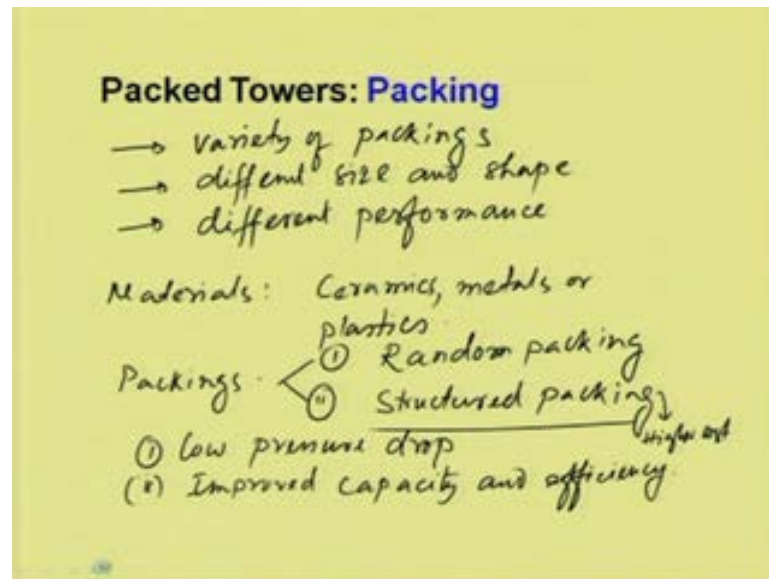 Packed Towers: Packing
→ variety of packings
→ different size and shape
→ different performance
Materials: Ceramics, metals or
plastics.
Packings. (i) Random packing
(ii) Structured packing
Higher cost
(i) Low pressure drop
(ii) Improved capacity and efficiency.